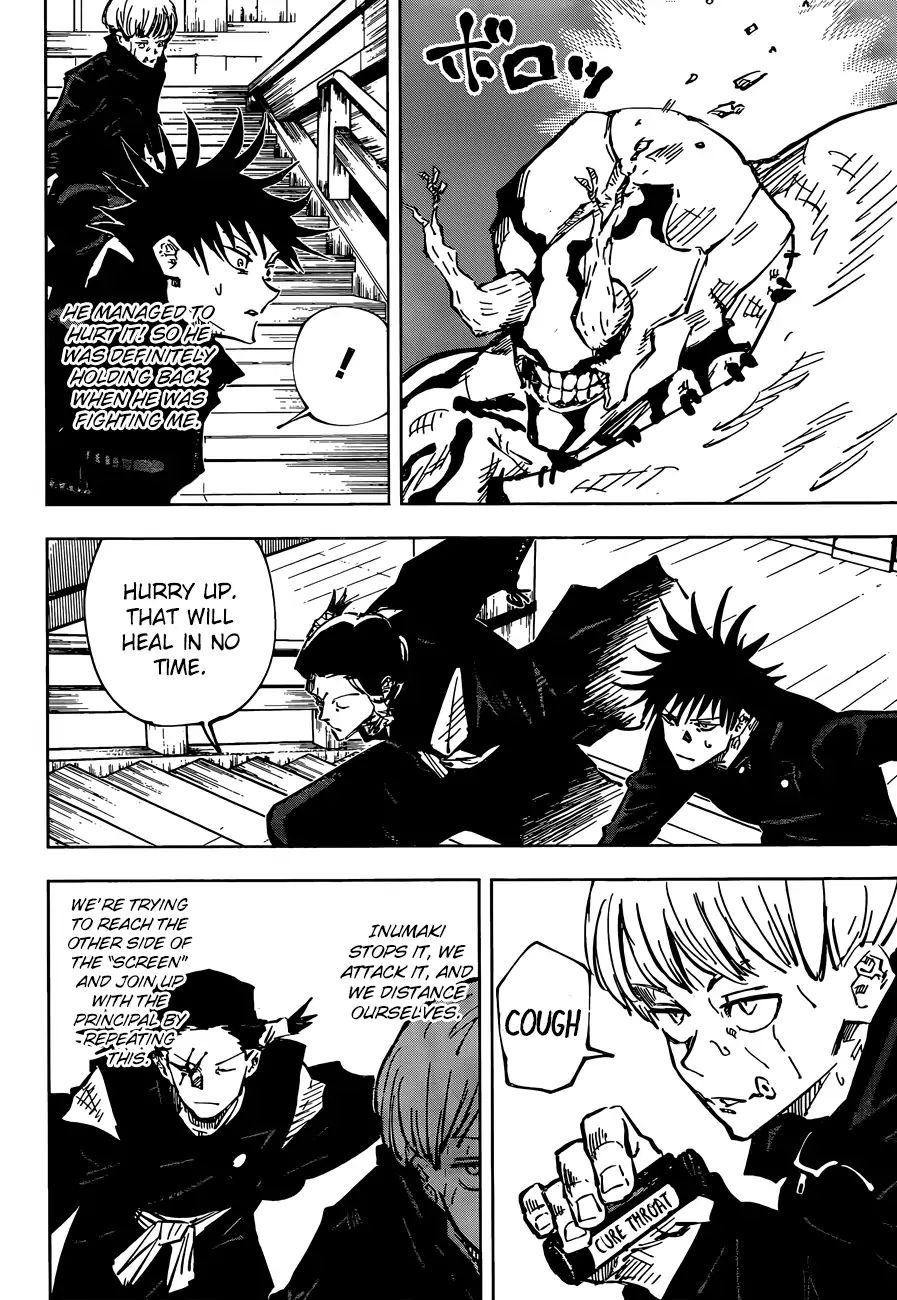 ボロッ
!
HE MANAGED TO
HURT IT! SO HE
WAS DEFINITELY
HOLDING BACK
WHEN HE WAS
FIGHTING ME.
HURRY UP.
THAT WILL
HEAL IN NO
TIME.
INUMAKI
STOPS IT, WE
ATTACK IT, AND
WE DISTANCE
OURSELVES.
WE'RE TRYING
TO REACH THE
OTHER SIDE OF
THE "SCREEN"
AND JOIN UP
WITH THE
PRINCIPAL BY
REPEATING
THIS.
COUGH
CURE THROAT